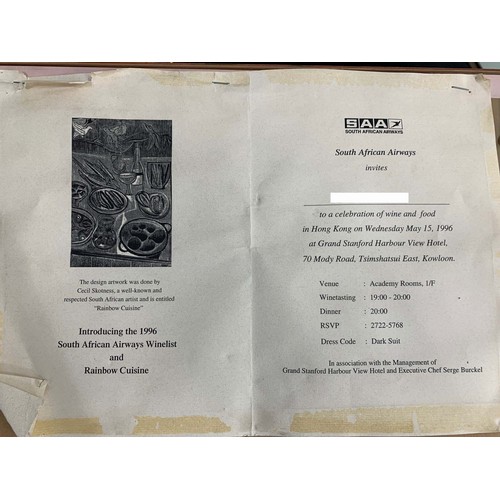 The design artwork was done by
Cecil Skotness, a well-known and
respected South African artist and is entitled
"Rainbow Cuisine"
Introducing the 1996
South African Airways Winelist
and
Rainbow Cuisine
SAA
SOUTH AFRICAN AIRWAYS
South African Airways
invites
to a celebration of wine and food
in Hong Kong on Wednesday May 15, 1996
at Grand Stanford Harbour View Hotel,
70 Mody Road, Tsimshatsui East, Kowloon.
Venue : Academy Rooms, 1/F
Winetasting : 19:00 - 20:00
Dinner : 20:00
RSVP : 2722-5768
Dress Code : Dark Suit
In association with the Management of
Grand Stanford Harbour View Hotel and Executive Chef Serge Burckel